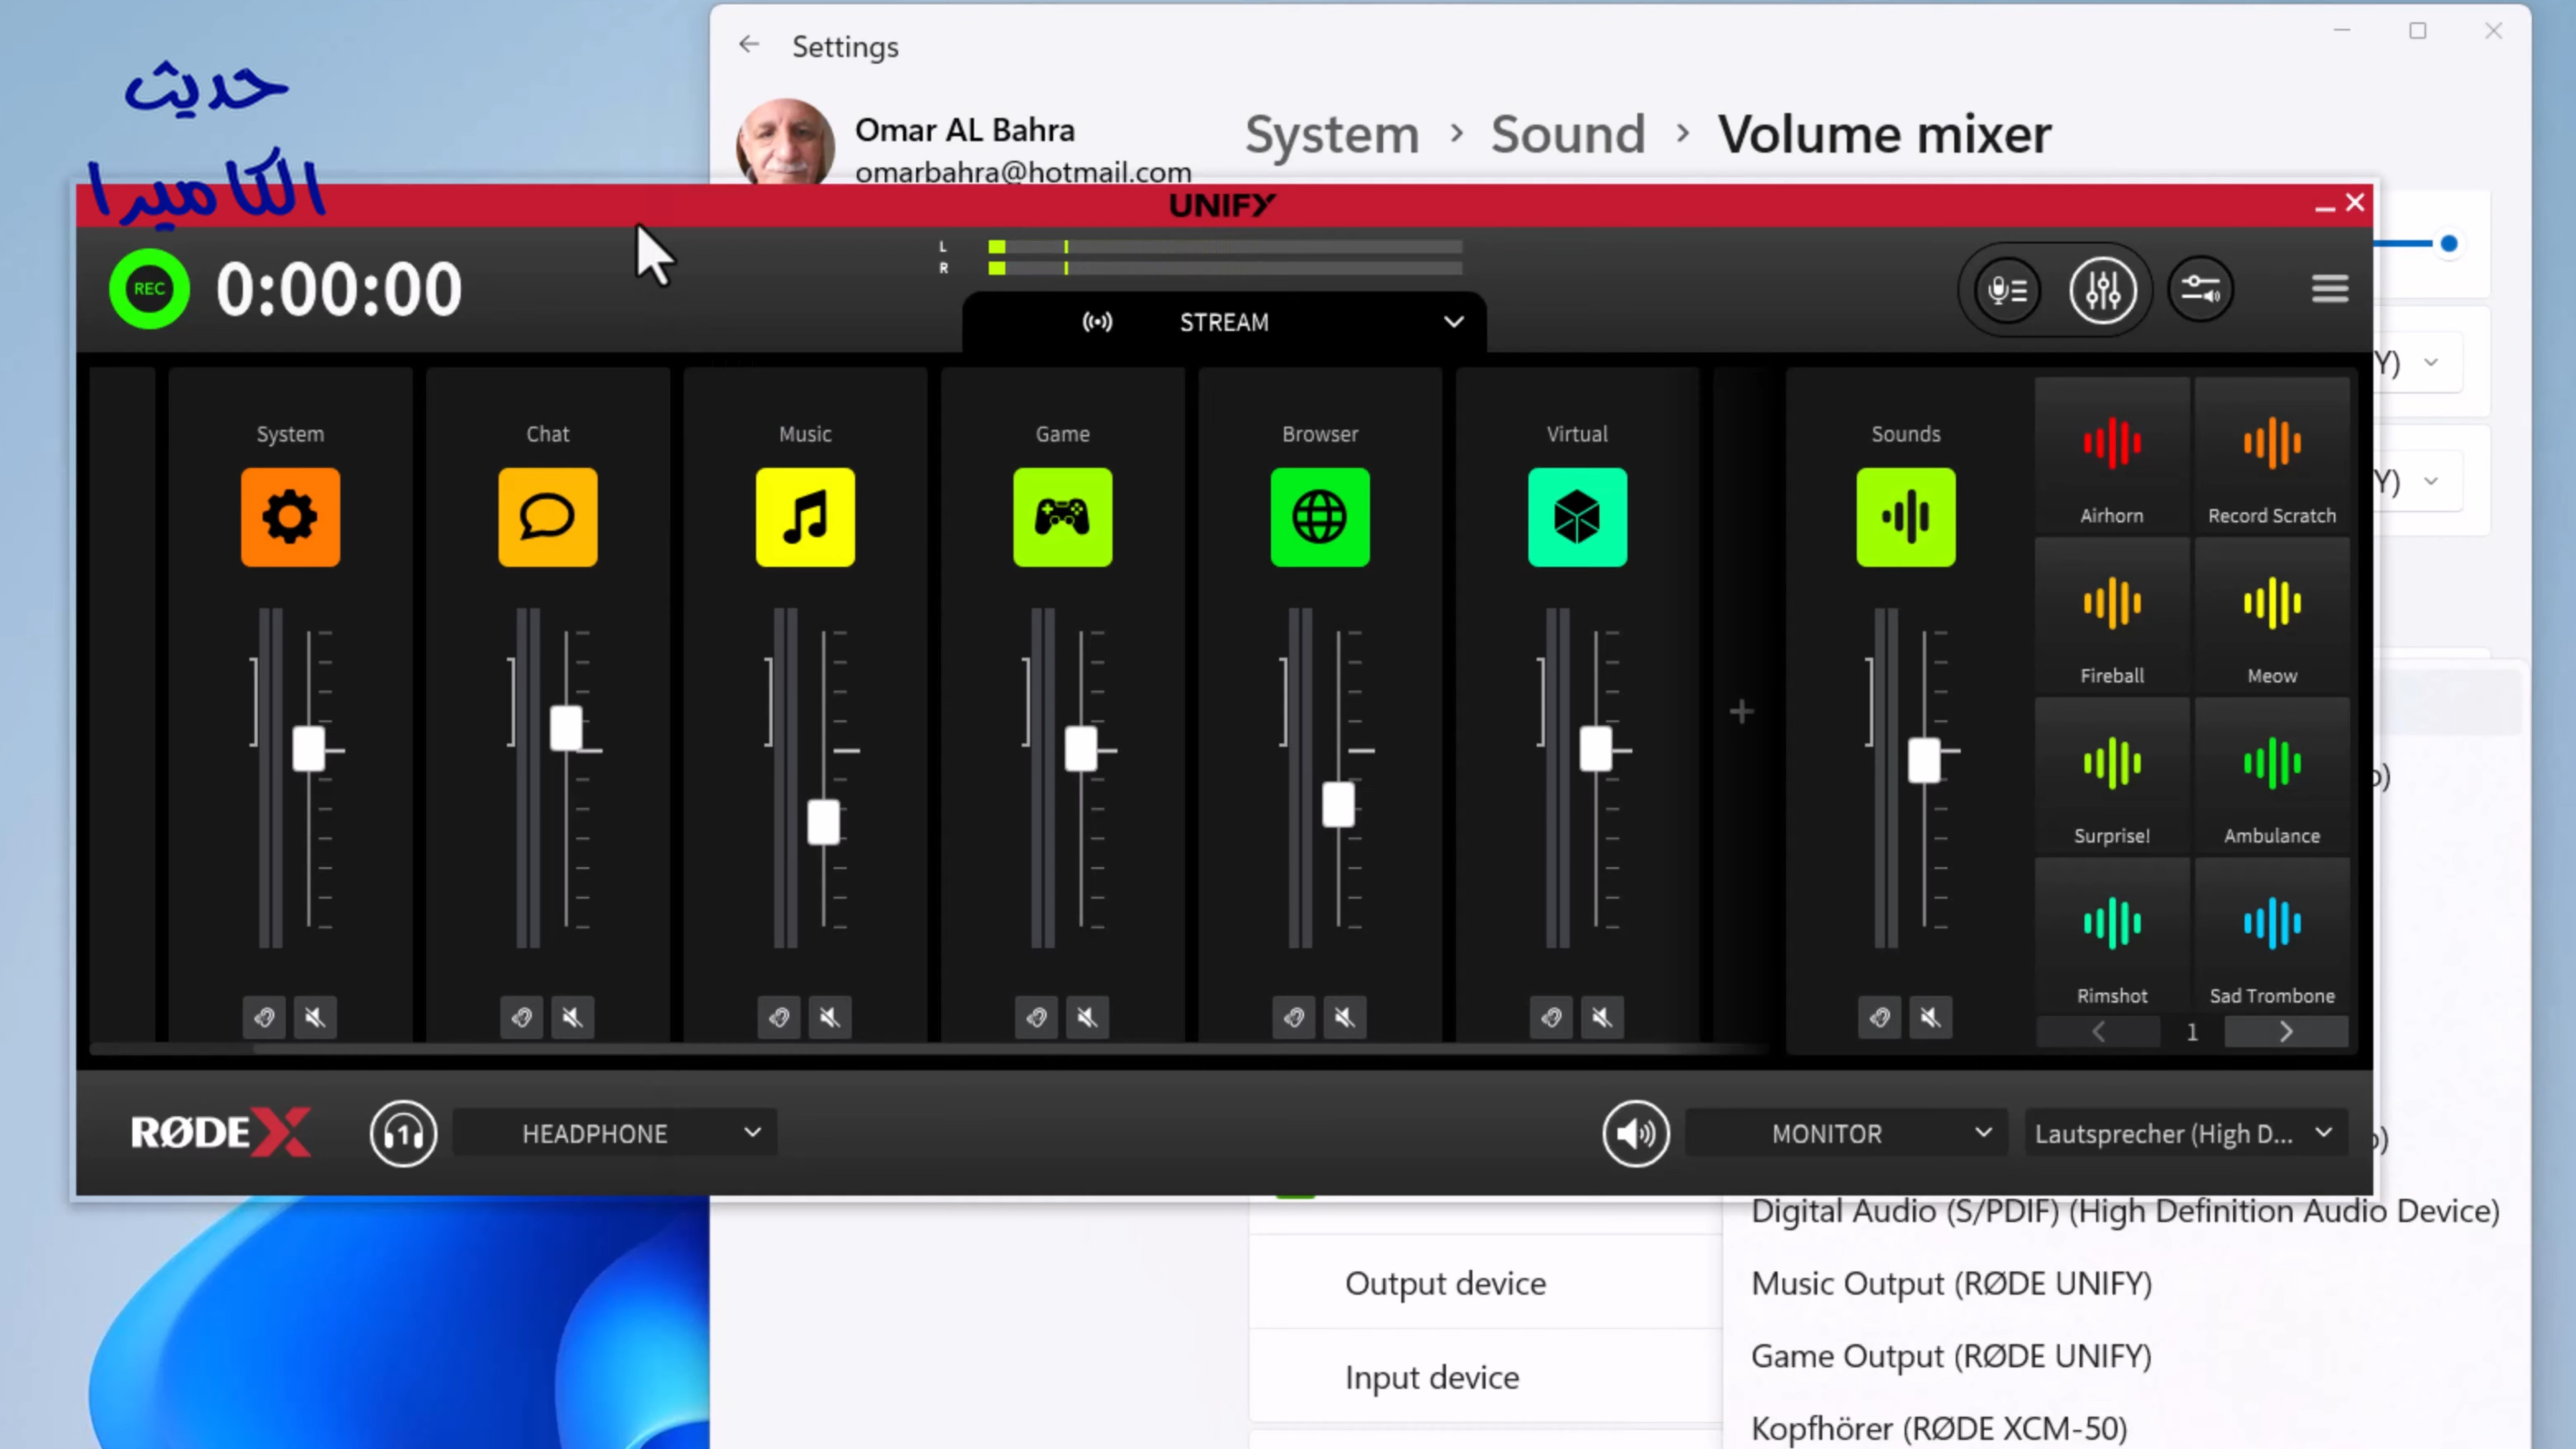 حديث
الكاميرا
Settings
Omar AL Bahra
omarbahra@hotmail.com
System › Sound › Volume mixer
UNIFY
REC
0:00:00
L
R
STREAM
System
Chat
Music
Game
Browser
Virtual
Sounds
Airhorn
Record Scratch
Fireball
Meow
Surprise!
Ambulance
Rimshot
Sad Trombone
1
RØDE X
1
HEADPHONE
MONITOR
Lautsprecher (High D...
Y)
Y)
Digital Audio (S/PDIF) (High Definition Audio Device)
Output device
Music Output (RØDE UNIFY)
Game Output (RØDE UNIFY)
Input device
Kopfhörer (RØDE XCM-50)